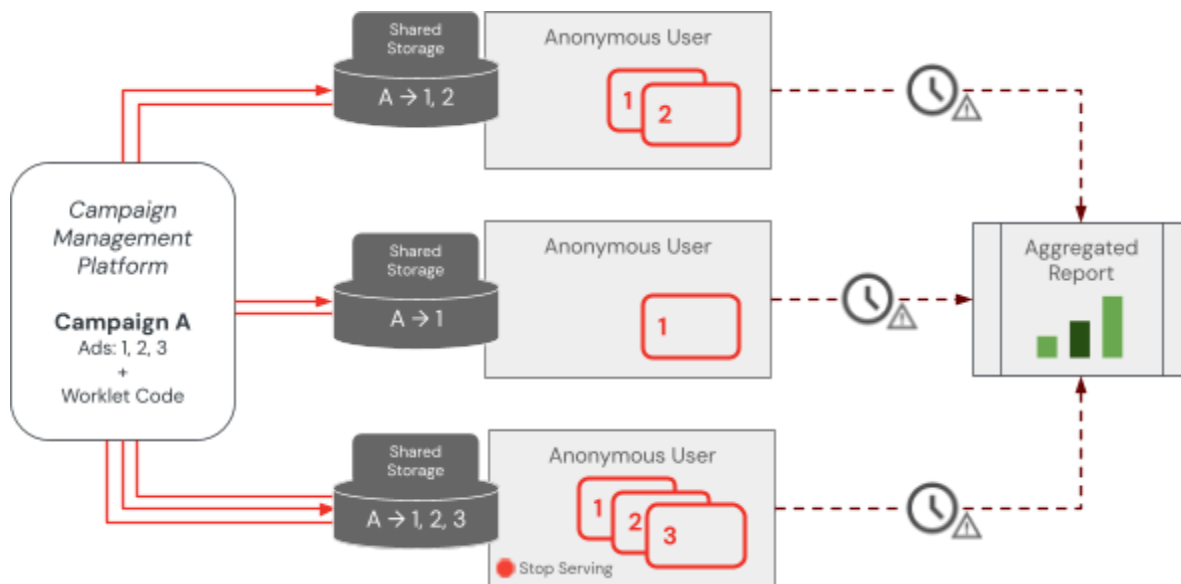 Shared
Storage
A → 1, 2
Anonymous User
1
2
Campaign
Management
Platform
Campaign A
Ads: 1, 2, 3
+
Worklet Code
Shared
Storage
A → 1
Anonymous User
1
Aggregated
Report
Shared
Storage
A → 1, 2, 3
Anonymous User
1
2
3
Stop Serving